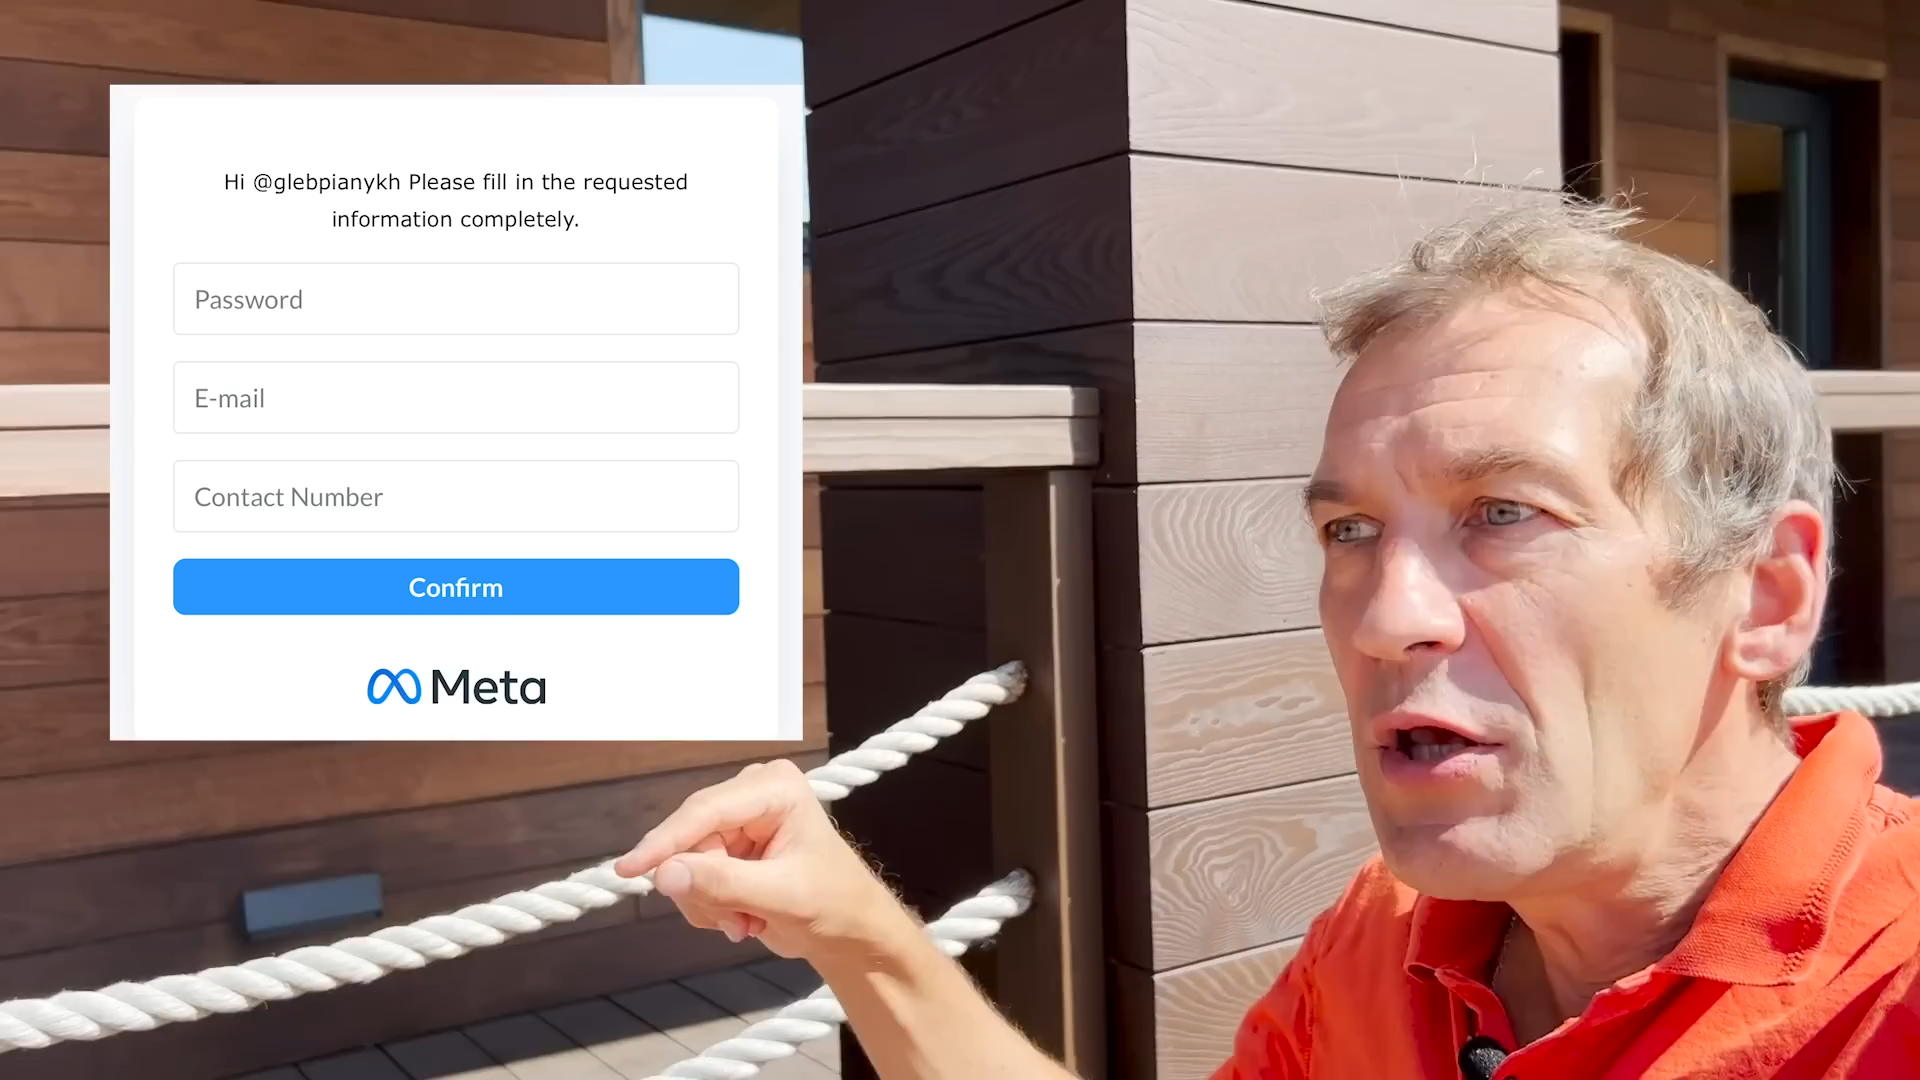 Hi @glebpianykh Please fill in the requested
information completely.
Password
E-mail
Contact Number
Confirm
Meta